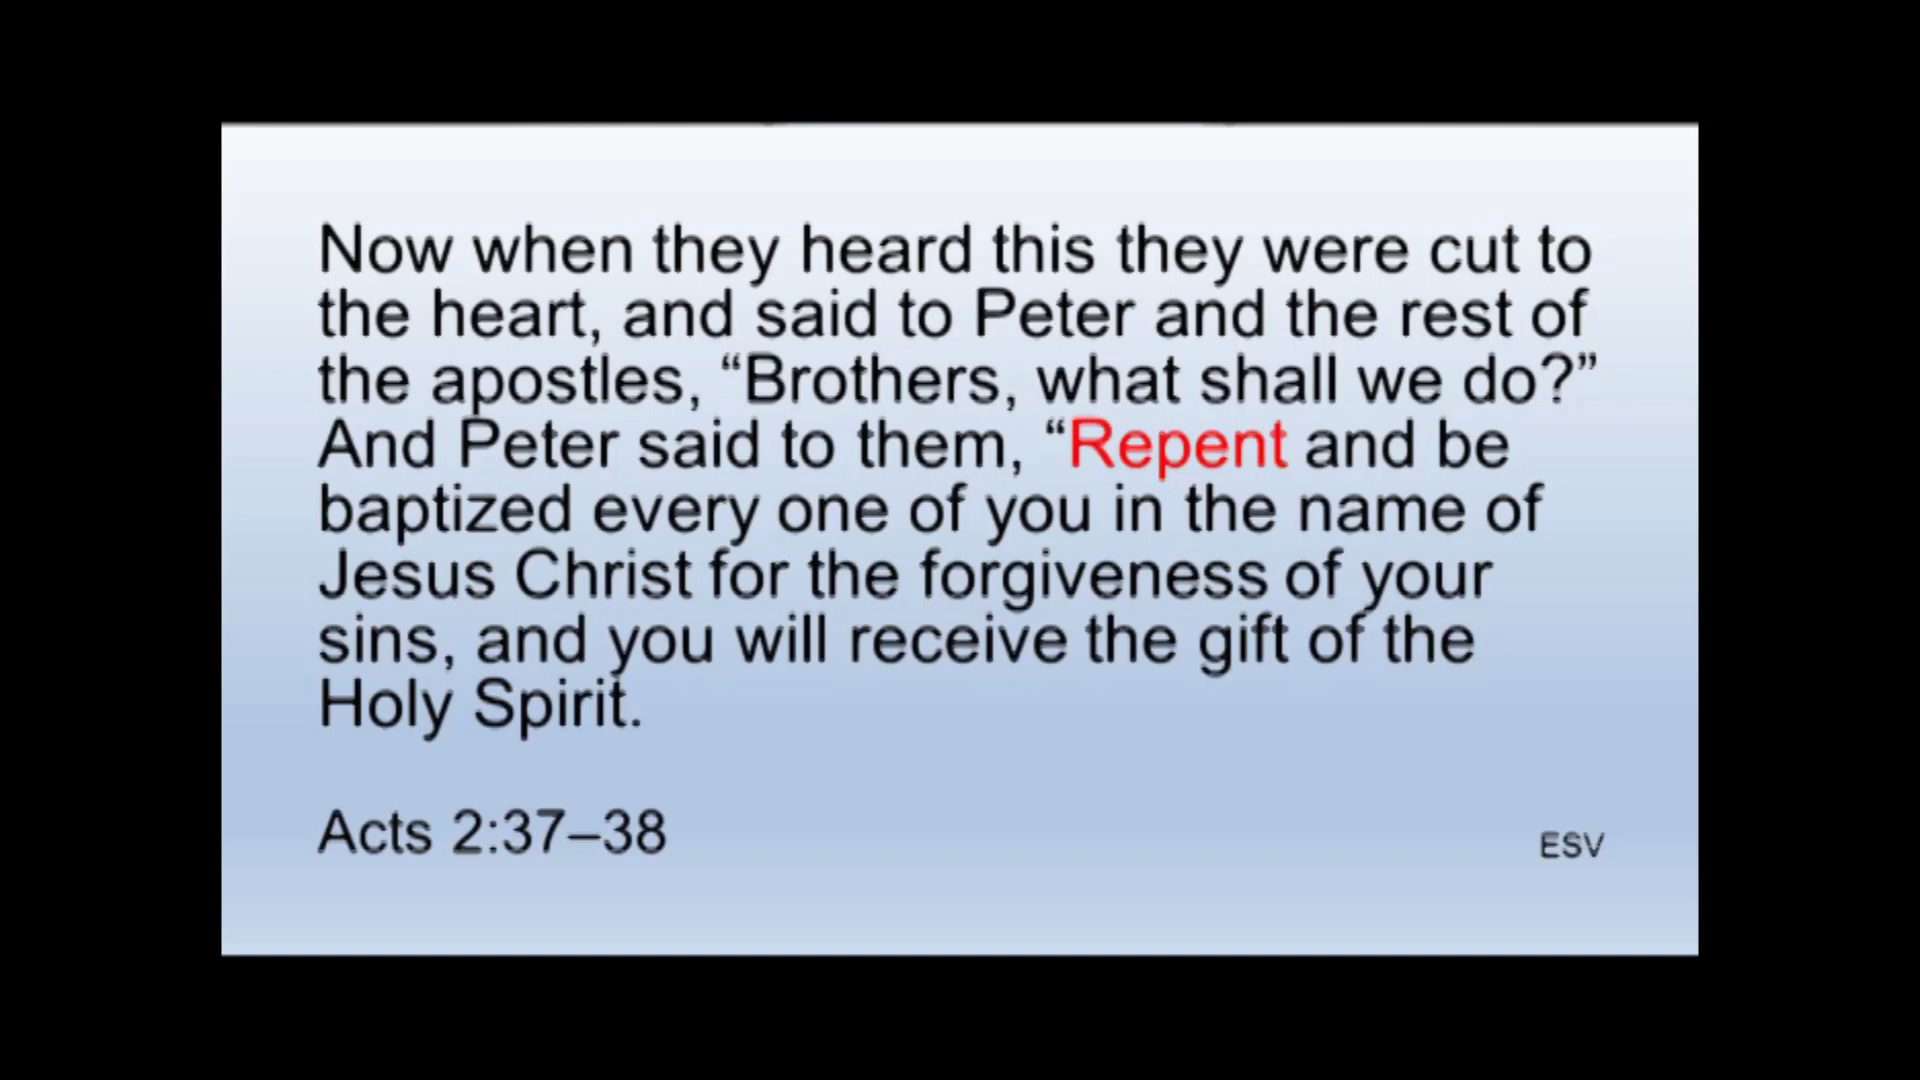 Now when they heard this they were cut to
the heart, and said to Peter and the rest of
the apostles, “Brothers, what shall we do?”
And Peter said to them, “Repent and be
baptized every one of you in the name of
Jesus Christ for the forgiveness of your
sins, and you will receive the gift of the
Holy Spirit.
Acts 2:37–38
ESV